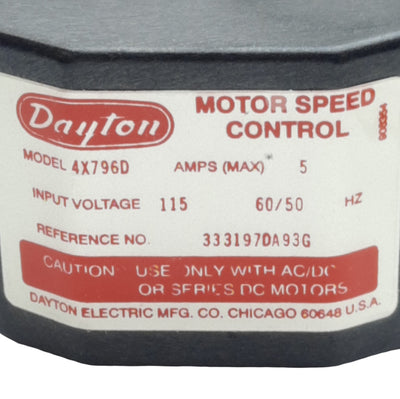 Dayton
MOTOR SPEED
CONTROL
MODEL 4X796D AMPS (MAX) 5
INPUT VOLTAGE 115 60/50 HZ
REFERENCE NO. 333197DA93G
CAUTION USE ONLY WITH AC/DC
OR SERIES DC MOTORS
DAYTON ELECTRIC MFG. CO. CHICAGO 60648 U.S.A.